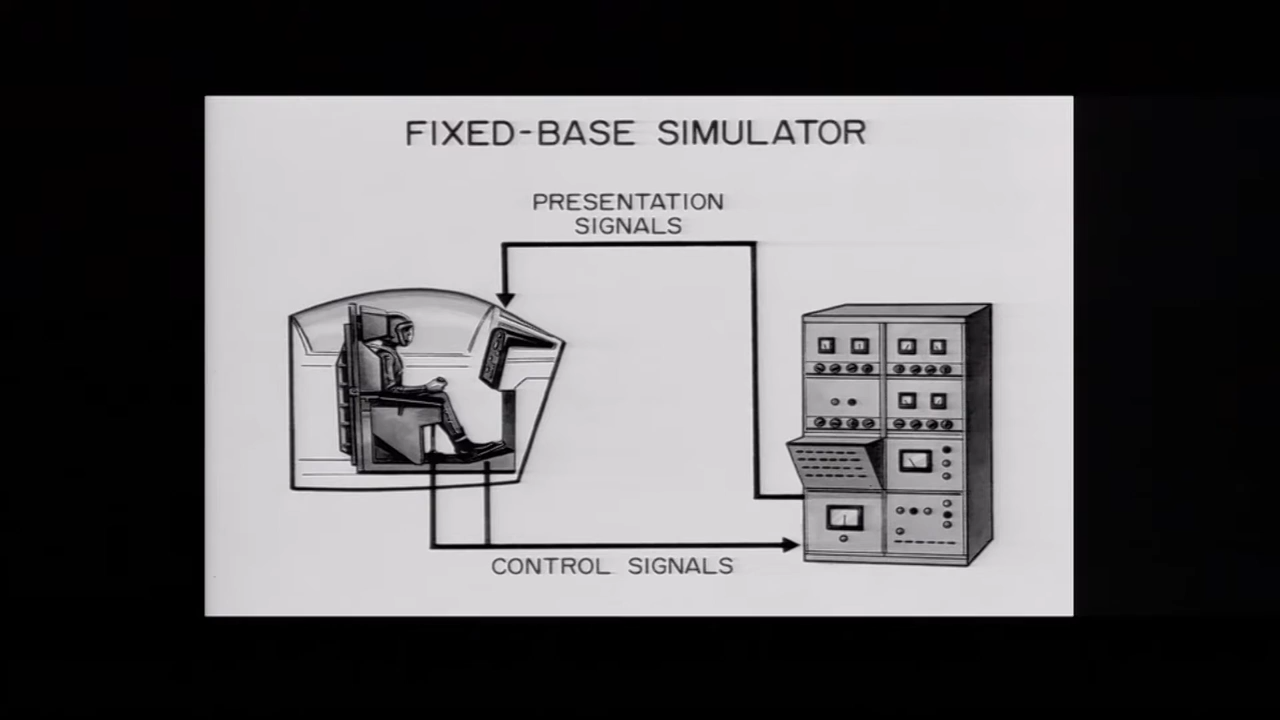 FIXED-BASE SIMULATOR
PRESENTATION
SIGNALS
CONTROL SIGNALS